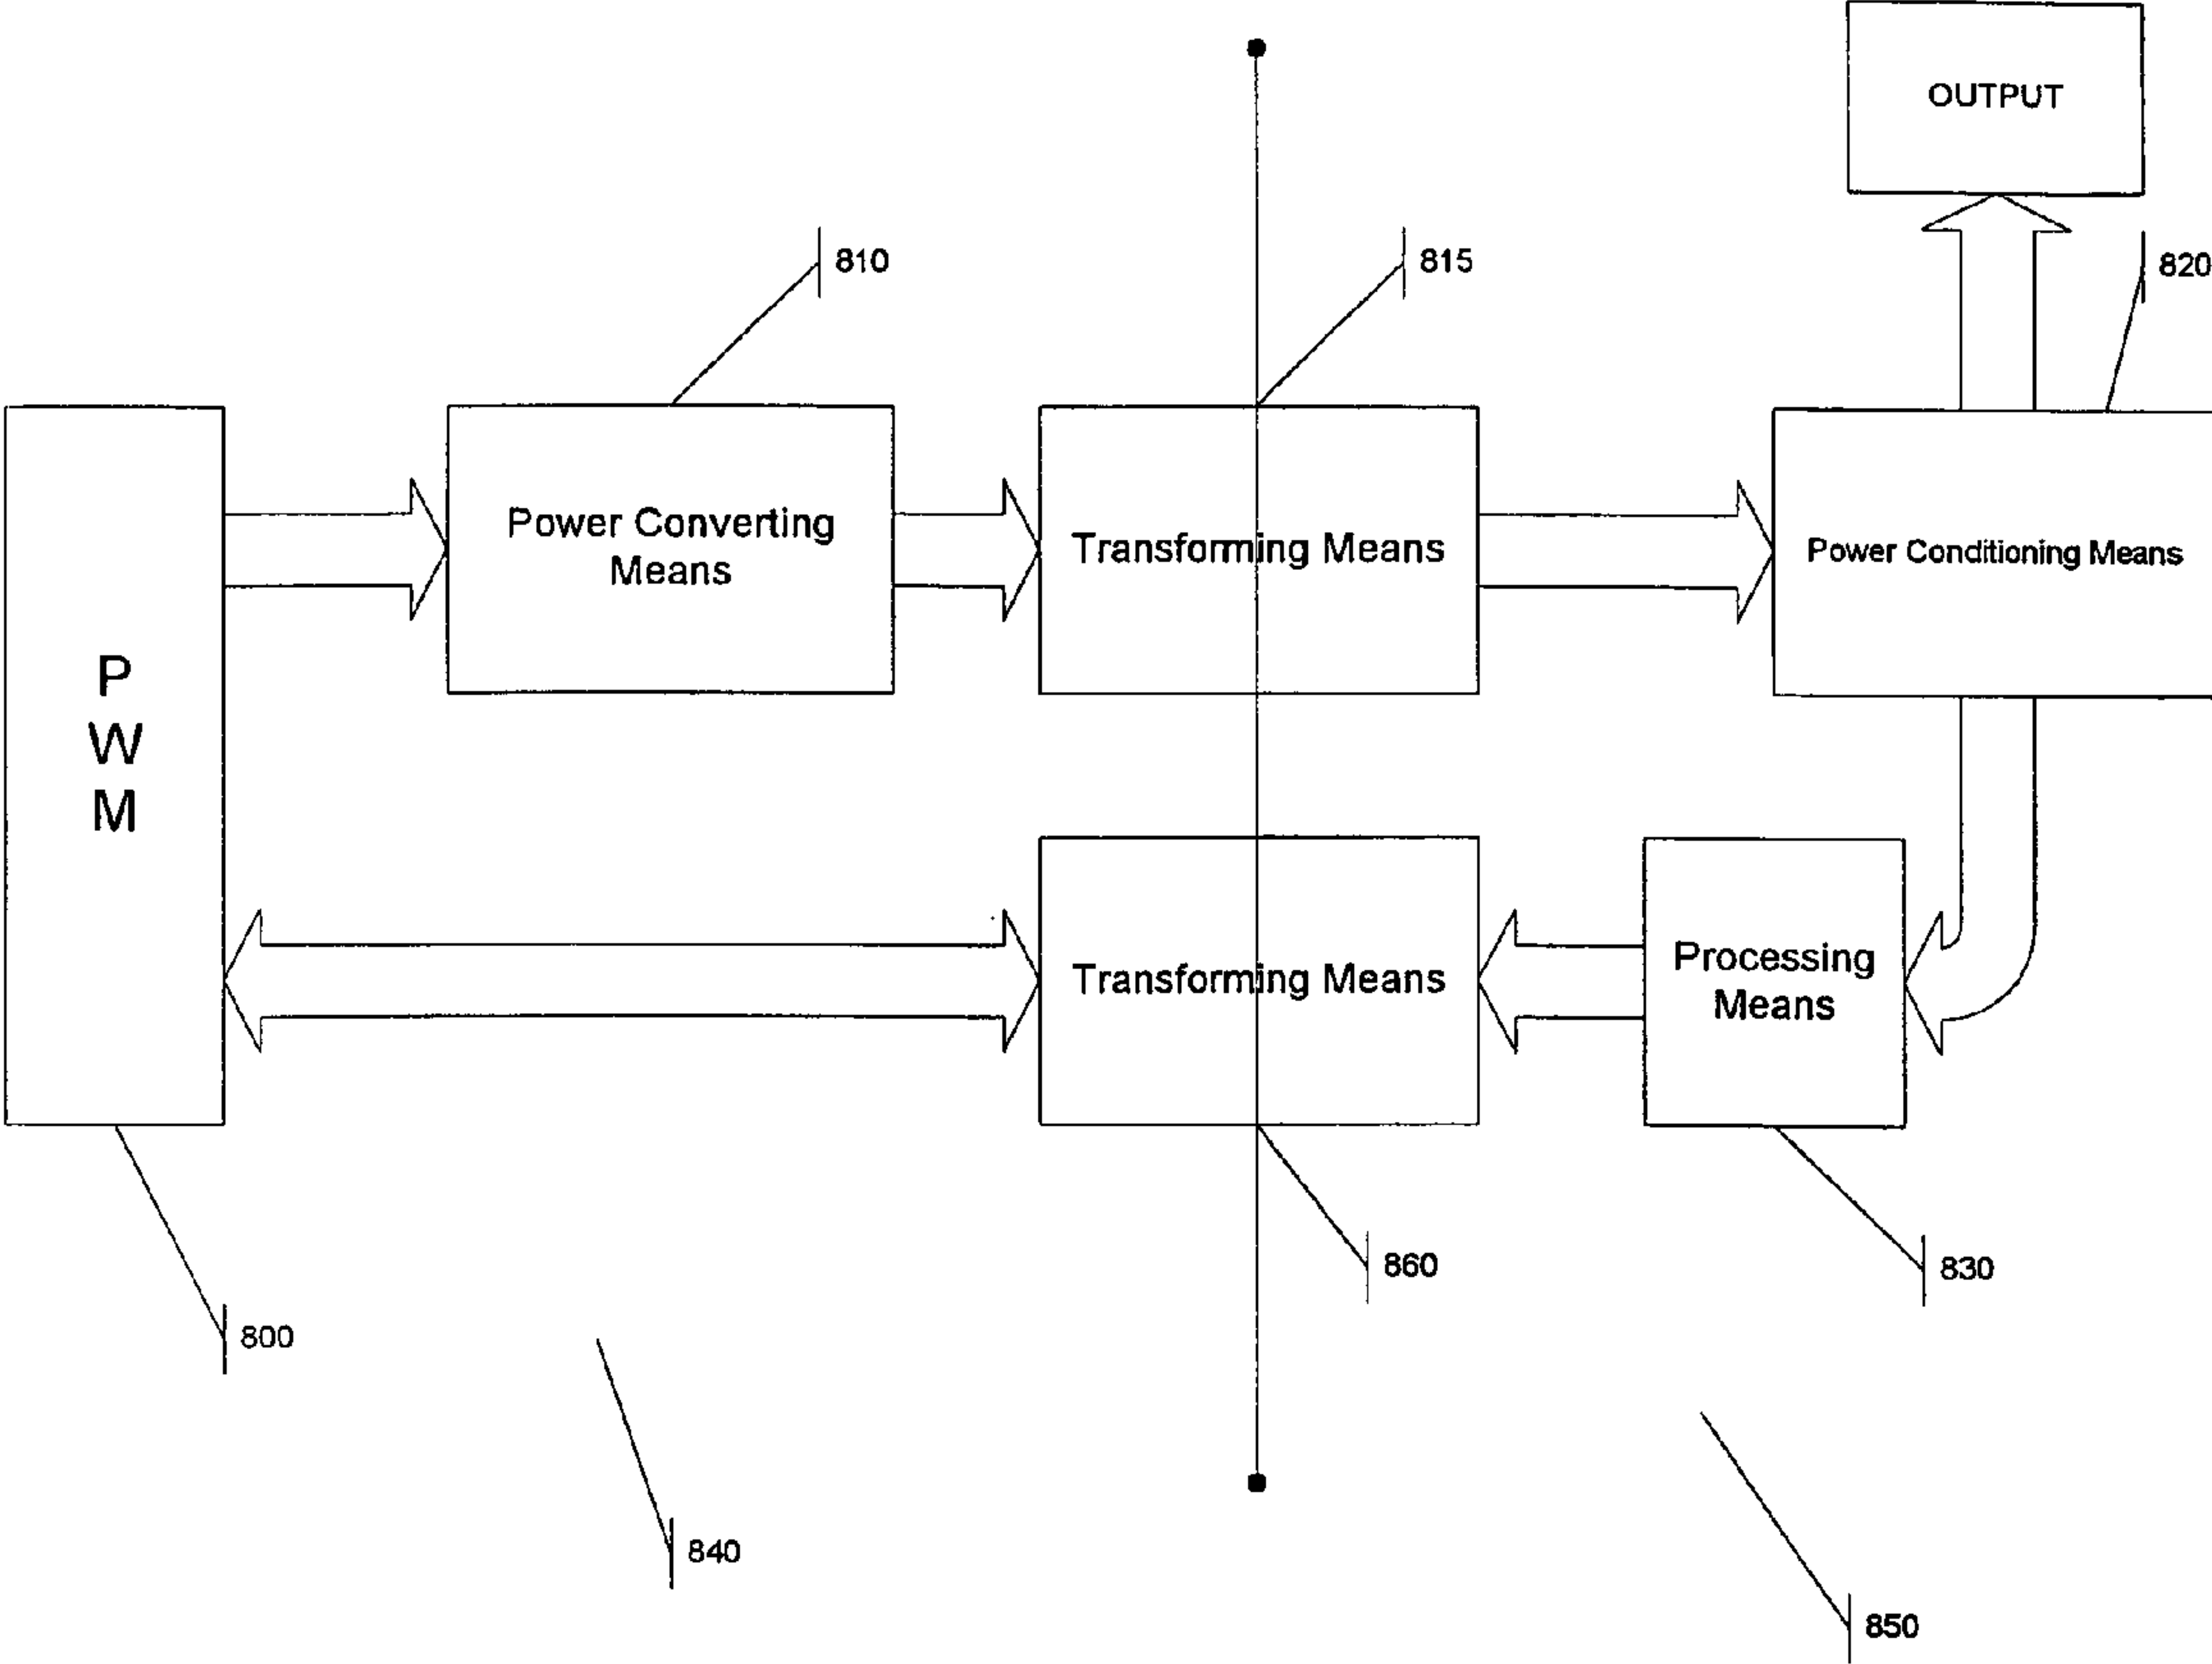 OUTPUT
810
815
820
Power Converting
Means
Transforming Means
Power Conditioning Means
P
W
M
Transforming Means
Processing
Means
860
830
800
840
850